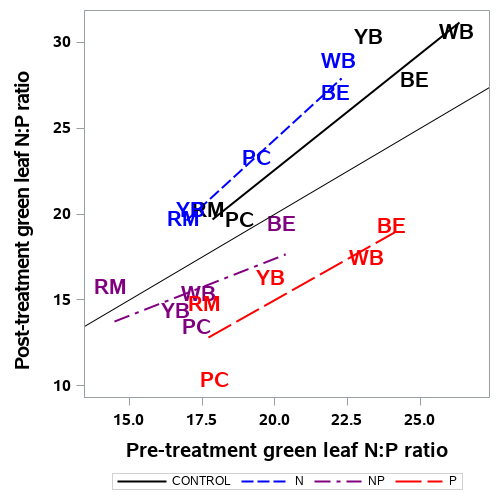 Post-treatment green leaf N:P ratio
30
25
20
15
10
YB
WB
WB
BE
BE
PC
YB RM
RM
PC
BE
BE
WB
YB
RM
WB
RM
YB
PC
PC
15.0 17.5 20.0 22.5 25.0
Pre-treatment green leaf N:P ratio
CONTROL N NP P